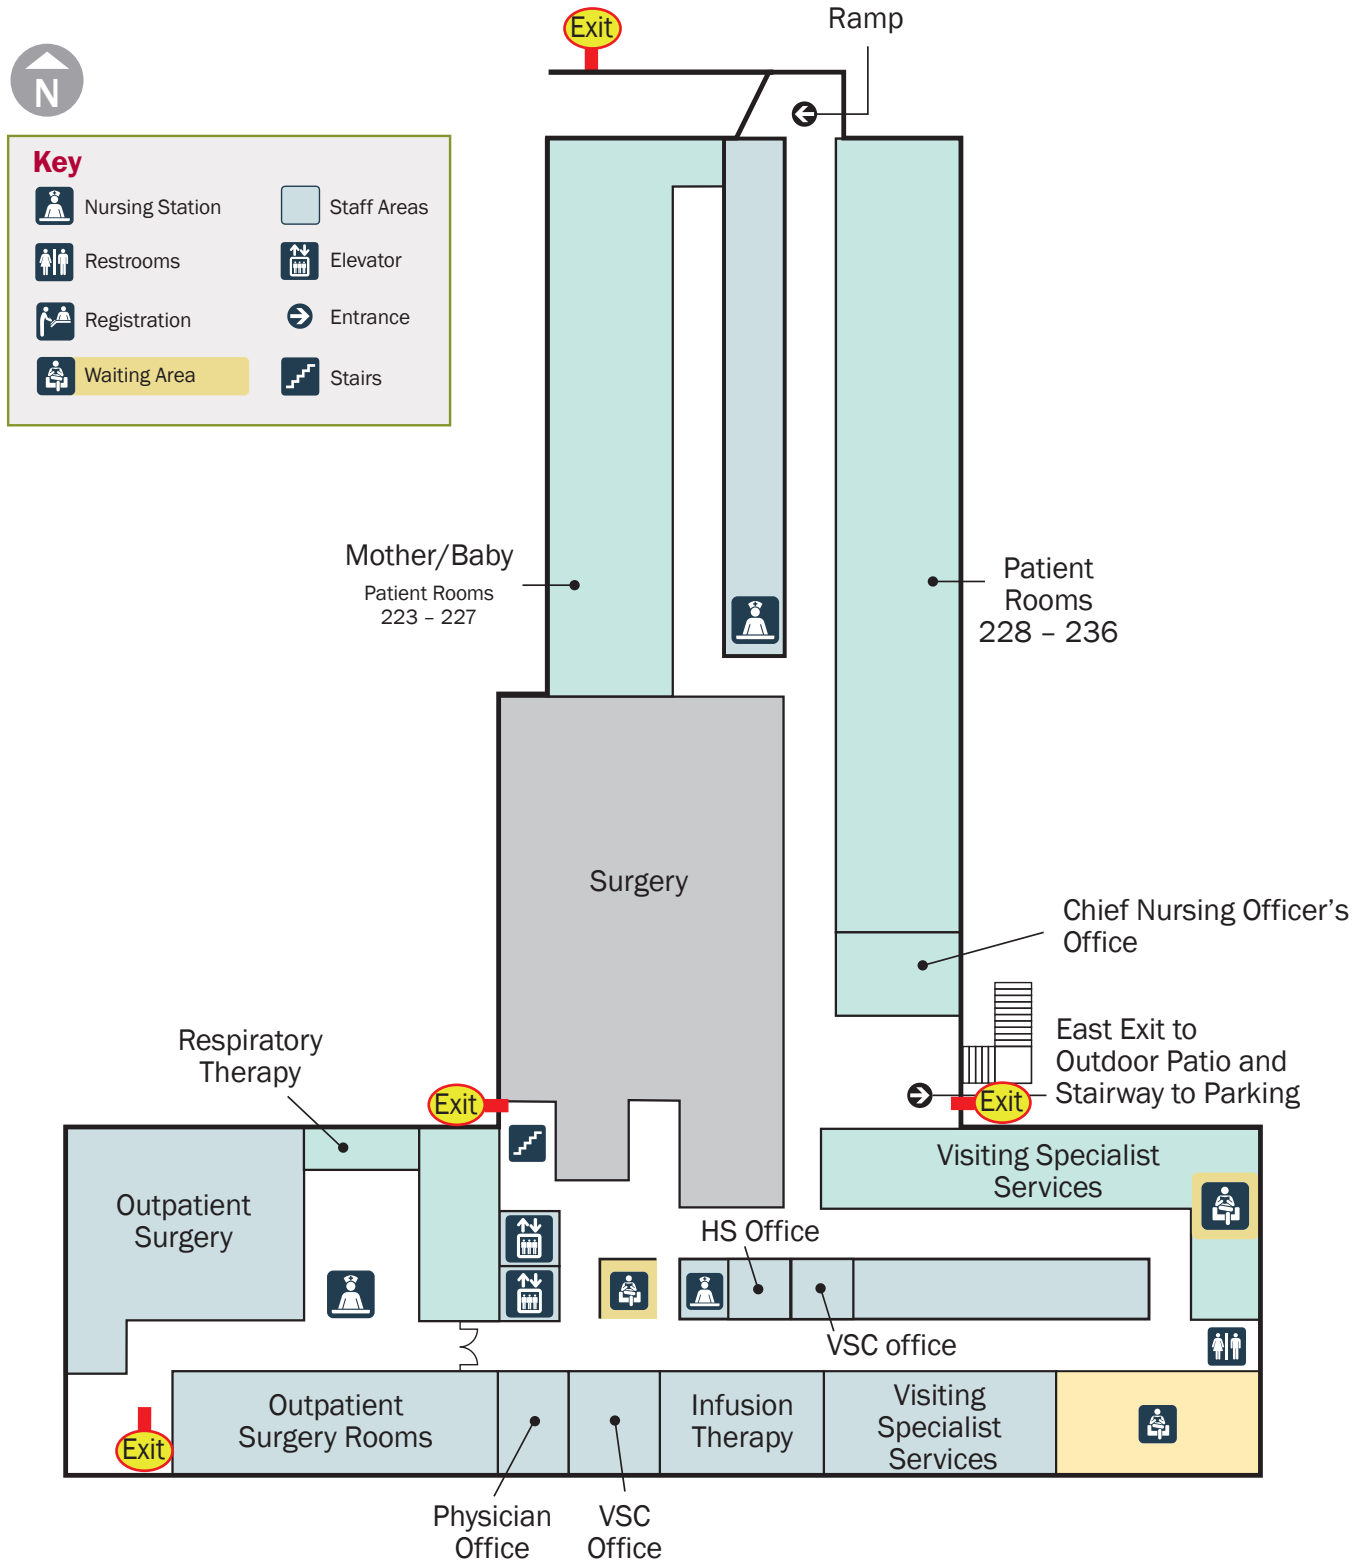 Exit
Ramp
N
Key
Nursing Station
Staff Areas
Restrooms
Elevator
Registration
Entrance
Waiting Area
Stairs
Mother/Baby
Patient Rooms
223 – 227
Patient
Rooms
228 – 236
Surgery
Chief Nursing Officer’s
Office
Respiratory
Therapy
East Exit to
Outdoor Patio and
Stairway to Parking
Exit
Exit
Visiting Specialist
Services
Outpatient
Surgery
HS Office
VSC office
Outpatient
Surgery Rooms
Infusion
Therapy
Visiting
Specialist
Services
Exit
Physician
Office
VSC
Office